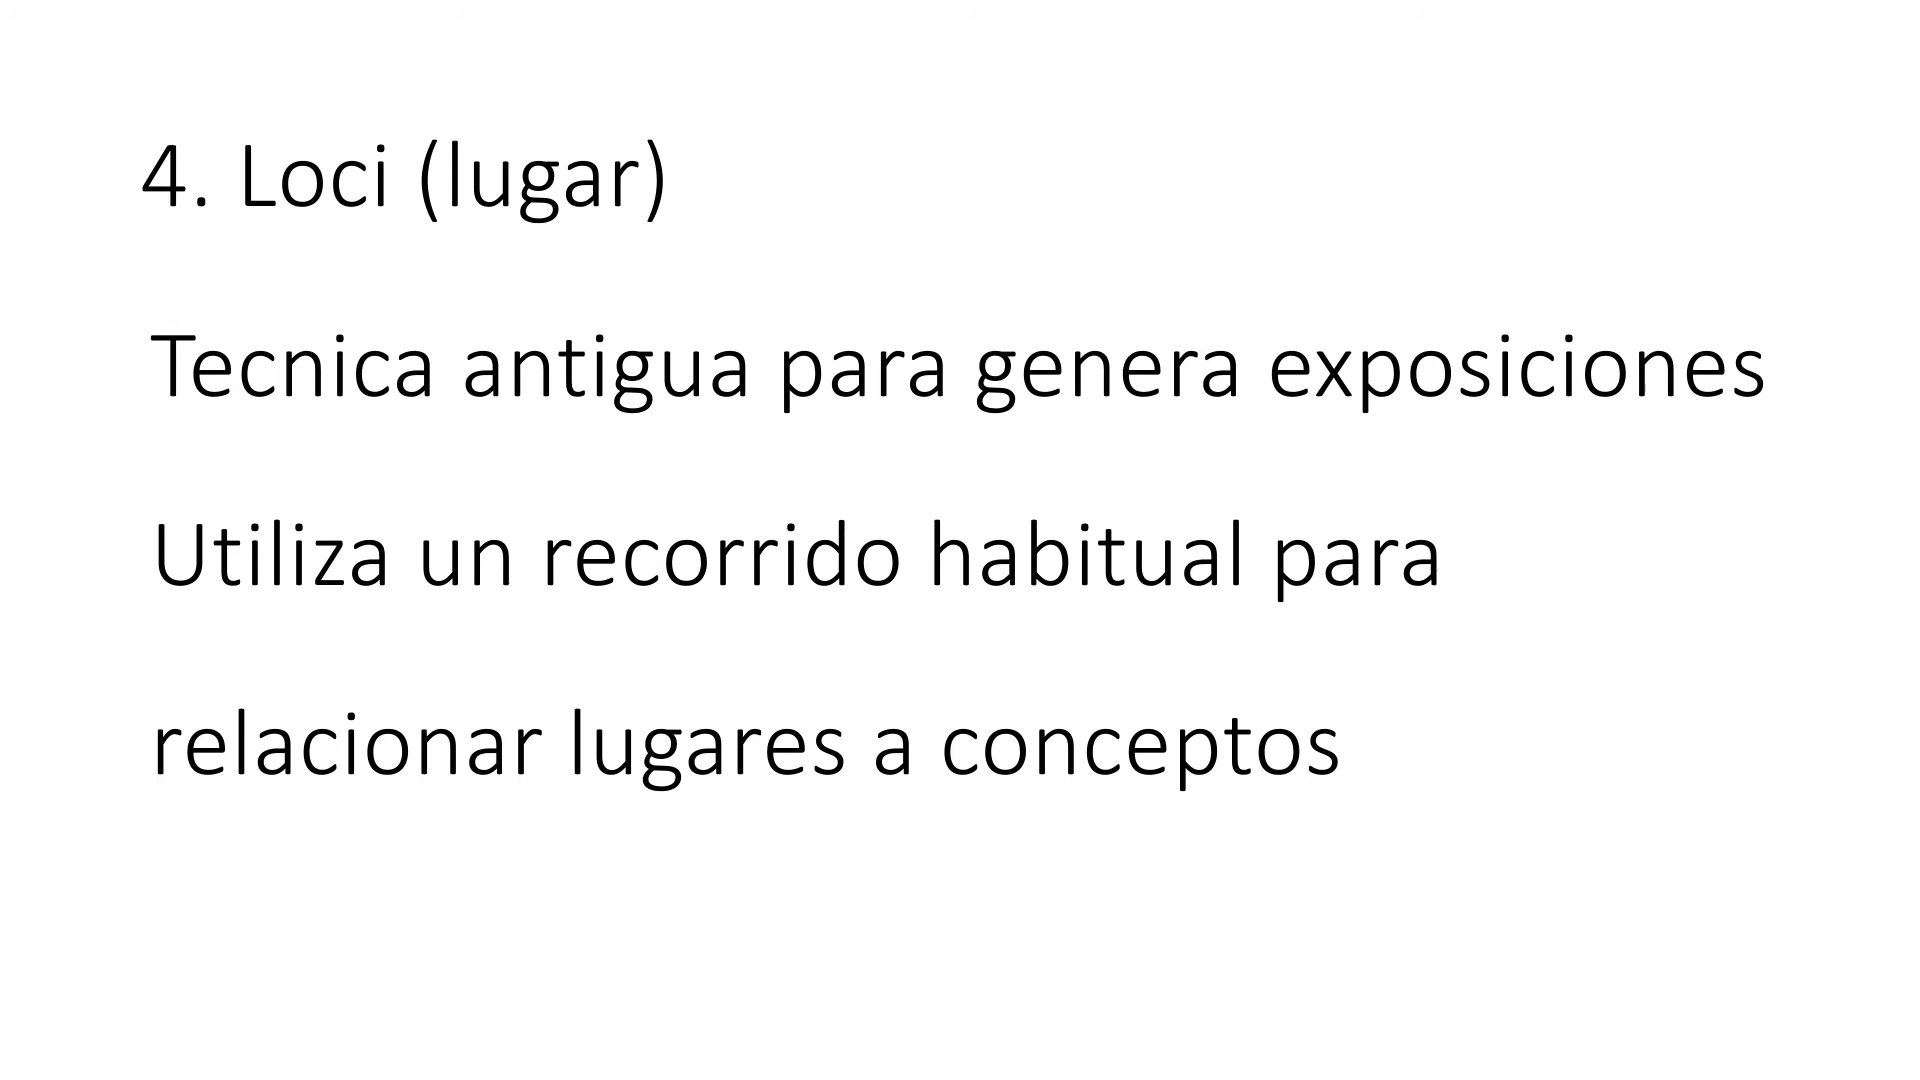 4. Loci (lugar)
Tecnica antigua para genera exposiciones
Utiliza un recorrido habitual para
relacionar lugares a conceptos